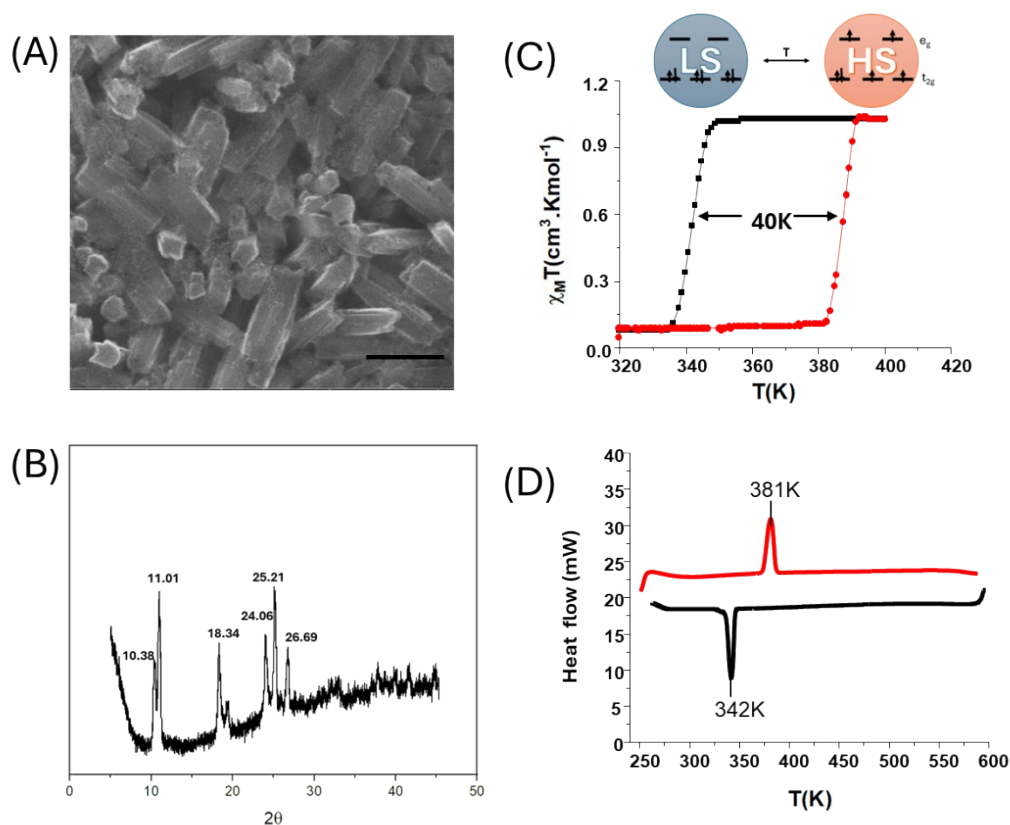 (A)
(B)
10.38
11.01
18.34
24.06
25.21
26.69
0 10 20 30 40 50
2θ
(C)
LS
T
HS
e_g
t_2g
1.2
0.9
0.6
0.3
0.0
χ_M T(cm³.Kmol⁻¹)
40K
320 340 360 380 400 420
T(K)
(D)
40
35
30
25
20
15
10
5
0
Heat flow (mW)
381K
342K
250 300 350 400 450 500 550 600
T(K)